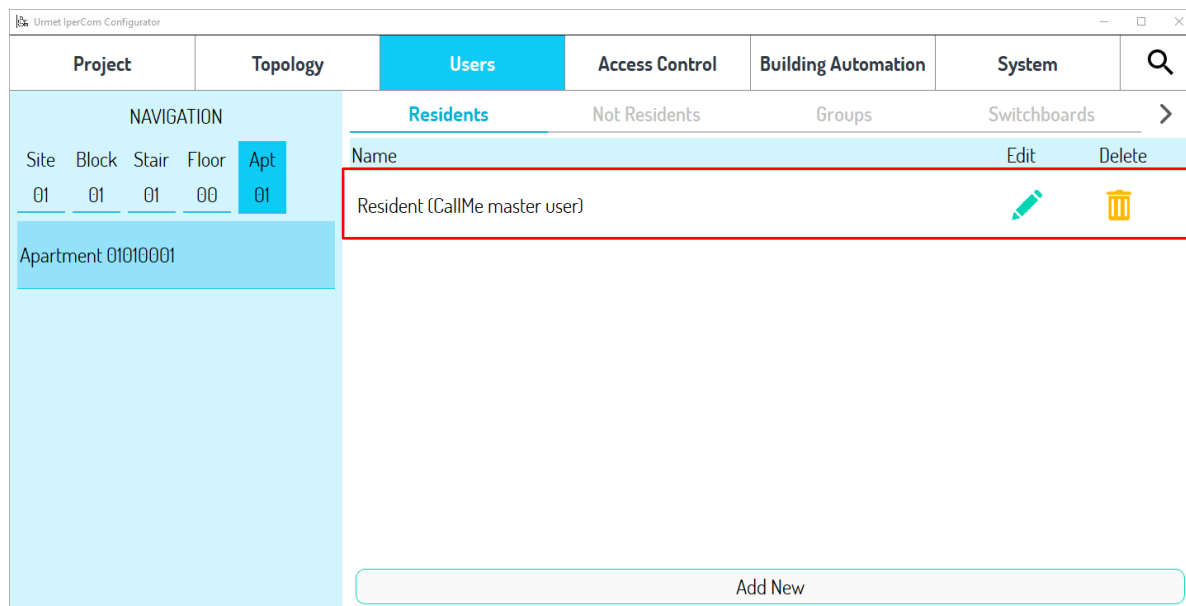 Urmet IperCom Configurator
Project Topology Users Access Control Building Automation System
NAVIGATION
Site Block Stair Floor Apt
01 01 01 00 01
Apartment 01010001
Residents Not Residents Groups Switchboards
Name Edit Delete
Resident (CallMe master user)
Add New